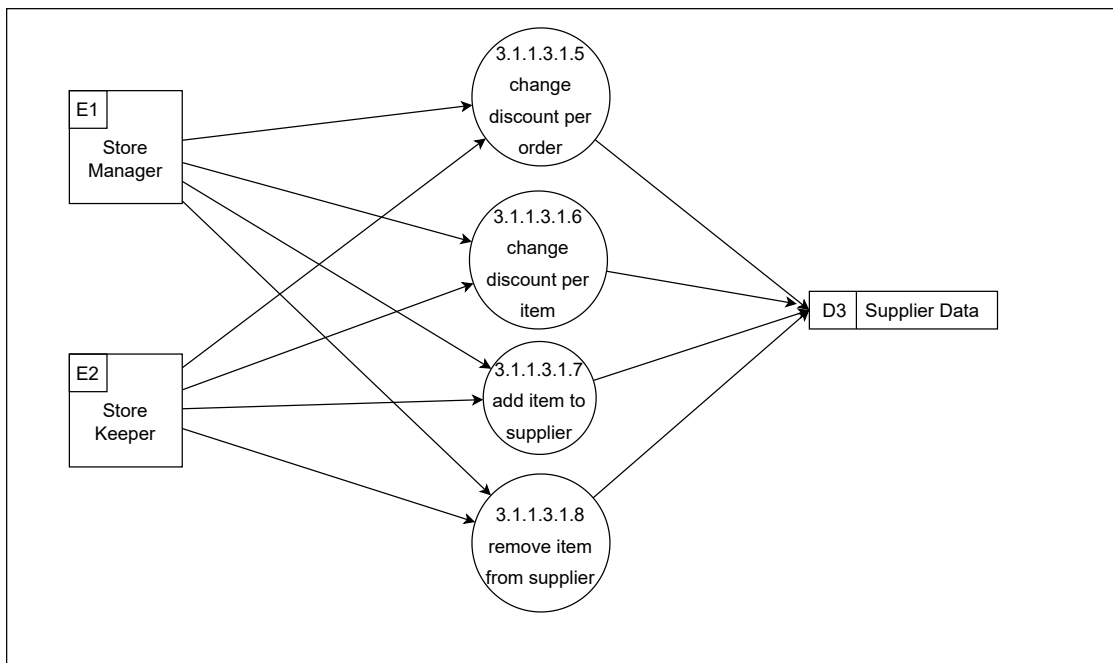 E1
Store
Manager
E2
Store
Keeper
3.1.1.3.1.5
change
discount per
order
3.1.1.3.1.6
change
discount per
item
3.1.1.3.1.7
add item to
supplier
3.1.1.3.1.8
remove item
from supplier
D3 Supplier Data